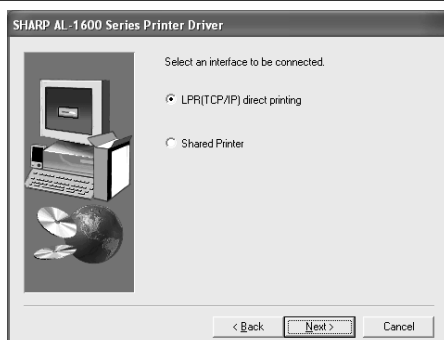 SHARP AL-1600 Series Printer Driver
Select an interface to be connected.
LPR(TCP/IP) direct printing
Shared Printer
< Back
Next >
Cancel